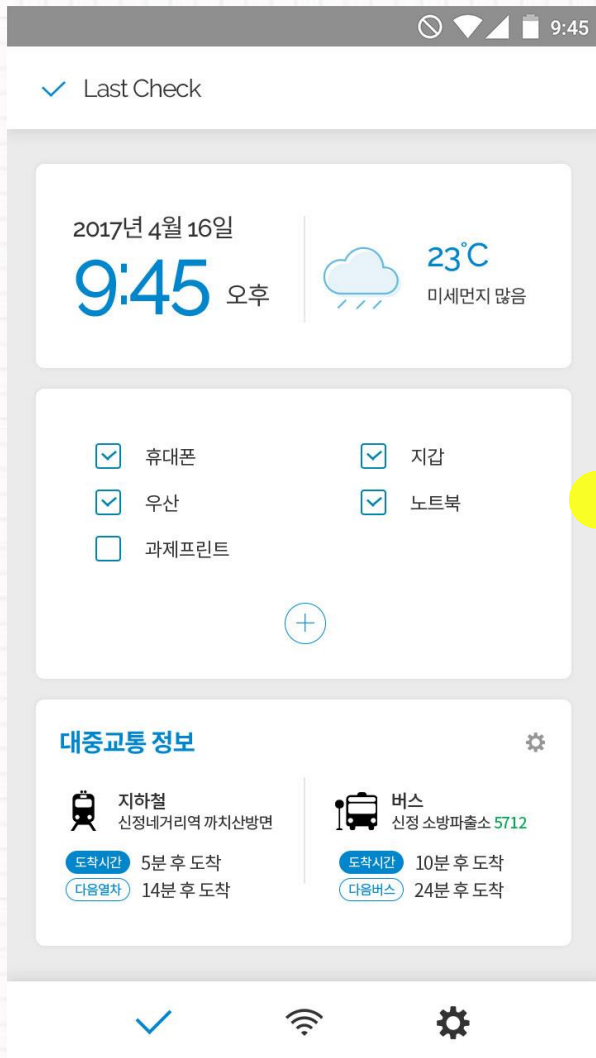 9:45
Last Check
2017년 4월 16일
9:45 오후
23°C
미세먼지 많음
휴대폰
지갑
우산
노트북
과제프린트
대중교통 정보
지하철
신정네거리역 까치산방면
도착시간 5분 후 도착
다음열차 14분 후 도착
버스
신정 소방파출소 5712
도착시간 10분 후 도착
다음버스 24분 후 도착